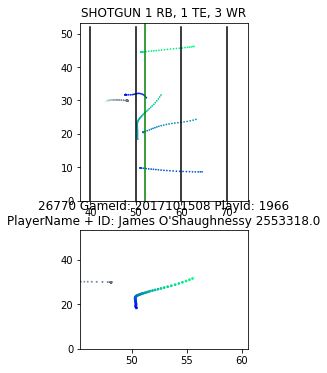 SHOTGUN 1 RB, 1 TE, 3 WR
50
40
30
20
10
0
40 50 60 70
26770 GameId: 2017101508 PlayId: 1966
PlayerName + ID: James O'Shaughnessy 2553318.0
40
20
0
50 55 60